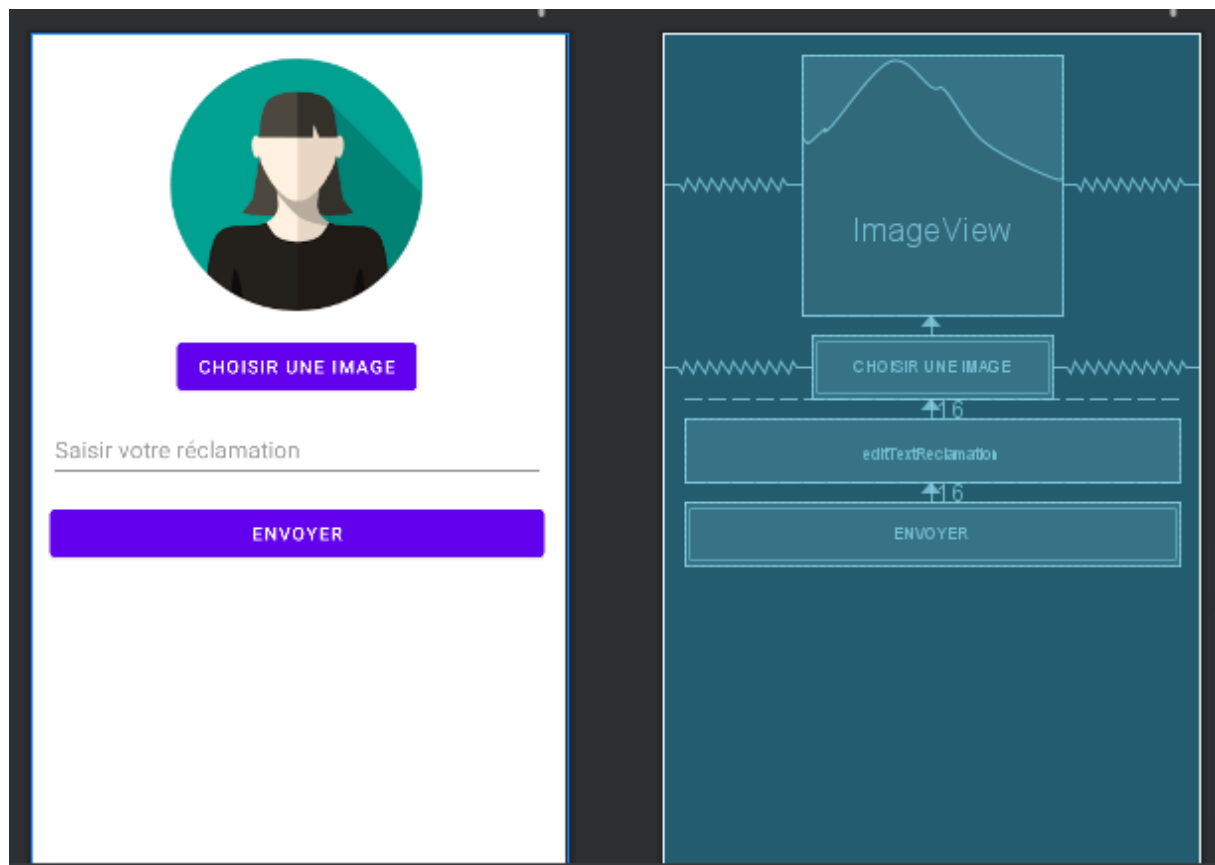 CHOISIR UNE IMAGE
Saisir votre réclamation
ENVOYER
ImageView
CHOISIR UNE IMAGE
16
editTextReclamation
16
ENVOYER